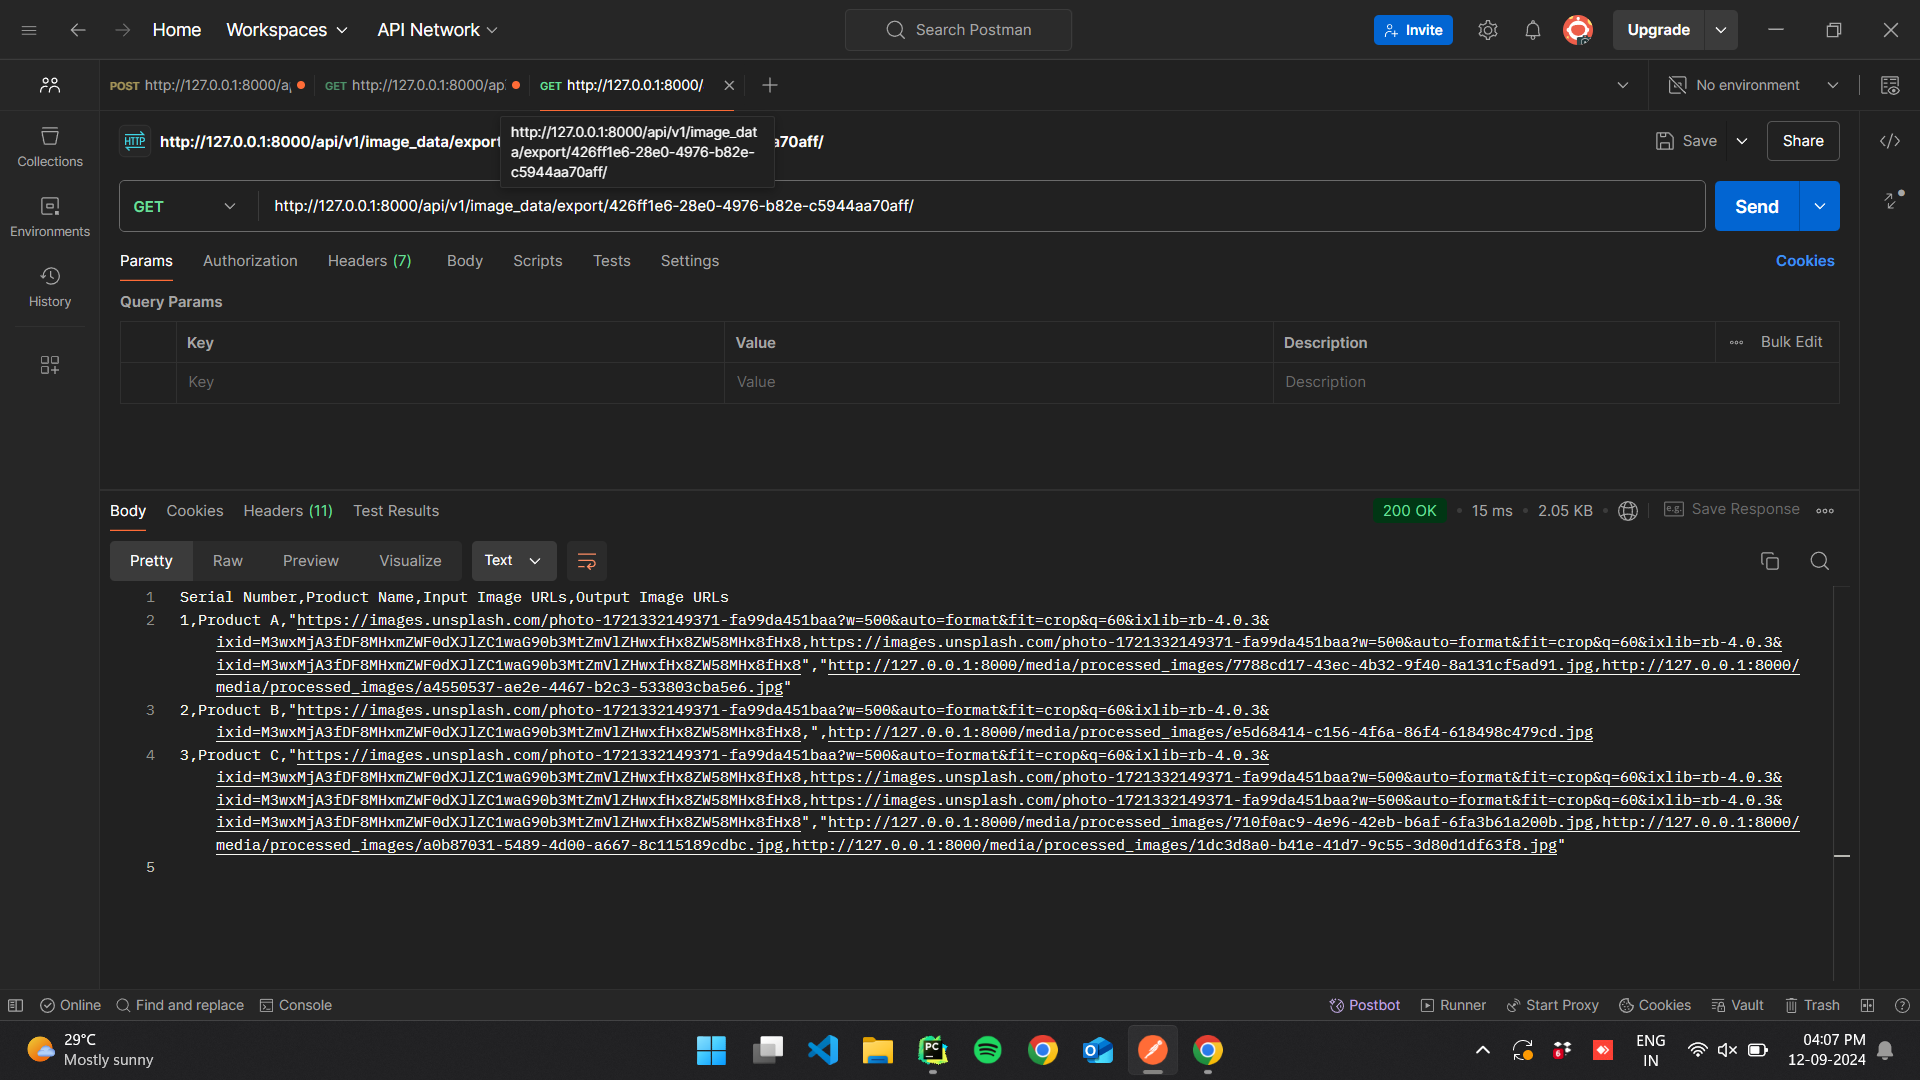 Home
Workspaces
API Network
Search Postman
Invite
Upgrade
POST http://127.0.0.1:8000/a
GET http://127.0.0.1:8000/ap
GET http://127.0.0.1:8000/
No environment
http://127.0.0.1:8000/api/v1/image_data/export
a70aff/
http://127.0.0.1:8000/api/v1/image_dat
a/export/426ff1e6-28e0-4976-b82e-
c5944aa70aff/
HTTP
Save
Share
Collections
Environments
History
GET
http://127.0.0.1:8000/api/v1/image_data/export/426ff1e6-28e0-4976-b82e-c5944aa70aff/
Send
Params Authorization Headers (7) Body Scripts Tests Settings
Cookies
Query Params
Key Value Description Bulk Edit
Key Value Description
Body Cookies Headers (11) Test Results
200 OK 15 ms 2.05 KB e.g. Save Response
Pretty Raw Preview Visualize Text
1 Serial Number,Product Name,Input Image URLs,Output Image URLs
2 1,Product A,"https://images.unsplash.com/photo-1721332149371-fa99da451baa?w=500&auto=format&fit=crop&q=60&ixlib=rb-4.0.3&
ixid=M3wxMjA3fDF8MHxmZWF0dXJlZC1waG90b3MtZmVlZHwxfHx8ZW58MHx8fHx8,https://images.unsplash.com/photo-1721332149371-fa99da451baa?w=500&auto=format&fit=crop&q=60&ixlib=rb-4.0.3&
ixid=M3wxMjA3fDF8MHxmZWF0dXJlZC1waG90b3MtZmVlZHwxfHx8ZW58MHx8fHx8","http://127.0.0.1:8000/media/processed_images/7788cd17-43ec-4b32-9f40-8a131cf5ad91.jpg,http://127.0.0.1:8000/
media/processed_images/a4550537-ae2e-4467-b2c3-533803cba5e6.jpg"
3 2,Product B,"https://images.unsplash.com/photo-1721332149371-fa99da451baa?w=500&auto=format&fit=crop&q=60&ixlib=rb-4.0.3&
ixid=M3wxMjA3fDF8MHxmZWF0dXJlZC1waG90b3MtZmVlZHwxfHx8ZW58MHx8fHx8,",http://127.0.0.1:8000/media/processed_images/e5d68414-c156-4f6a-86f4-618498c479cd.jpg
4 3,Product C,"https://images.unsplash.com/photo-1721332149371-fa99da451baa?w=500&auto=format&fit=crop&q=60&ixlib=rb-4.0.3&
ixid=M3wxMjA3fDF8MHxmZWF0dXJlZC1waG90b3MtZmVlZHwxfHx8ZW58MHx8fHx8,https://images.unsplash.com/photo-1721332149371-fa99da451baa?w=500&auto=format&fit=crop&q=60&ixlib=rb-4.0.3&
ixid=M3wxMjA3fDF8MHxmZWF0dXJlZC1waG90b3MtZmVlZHwxfHx8ZW58MHx8fHx8,https://images.unsplash.com/photo-1721332149371-fa99da451baa?w=500&auto=format&fit=crop&q=60&ixlib=rb-4.0.3&
ixid=M3wxMjA3fDF8MHxmZWF0dXJlZC1waG90b3MtZmVlZHwxfHx8ZW58MHx8fHx8","http://127.0.0.1:8000/media/processed_images/710f0ac9-4e96-42eb-b6af-6fa3b61a200b.jpg,http://127.0.0.1:8000/
media/processed_images/a0b87031-5489-4d00-a667-8c115189cdbc.jpg,http://127.0.0.1:8000/media/processed_images/1dc3d8a0-b41e-41d7-9c55-3d80d1df63f8.jpg"
5
Online Find and replace Console
Postbot Runner Start Proxy Cookies Vault Trash
29°C
Mostly sunny
PC
ENG
IN
04:07 PM
12-09-2024